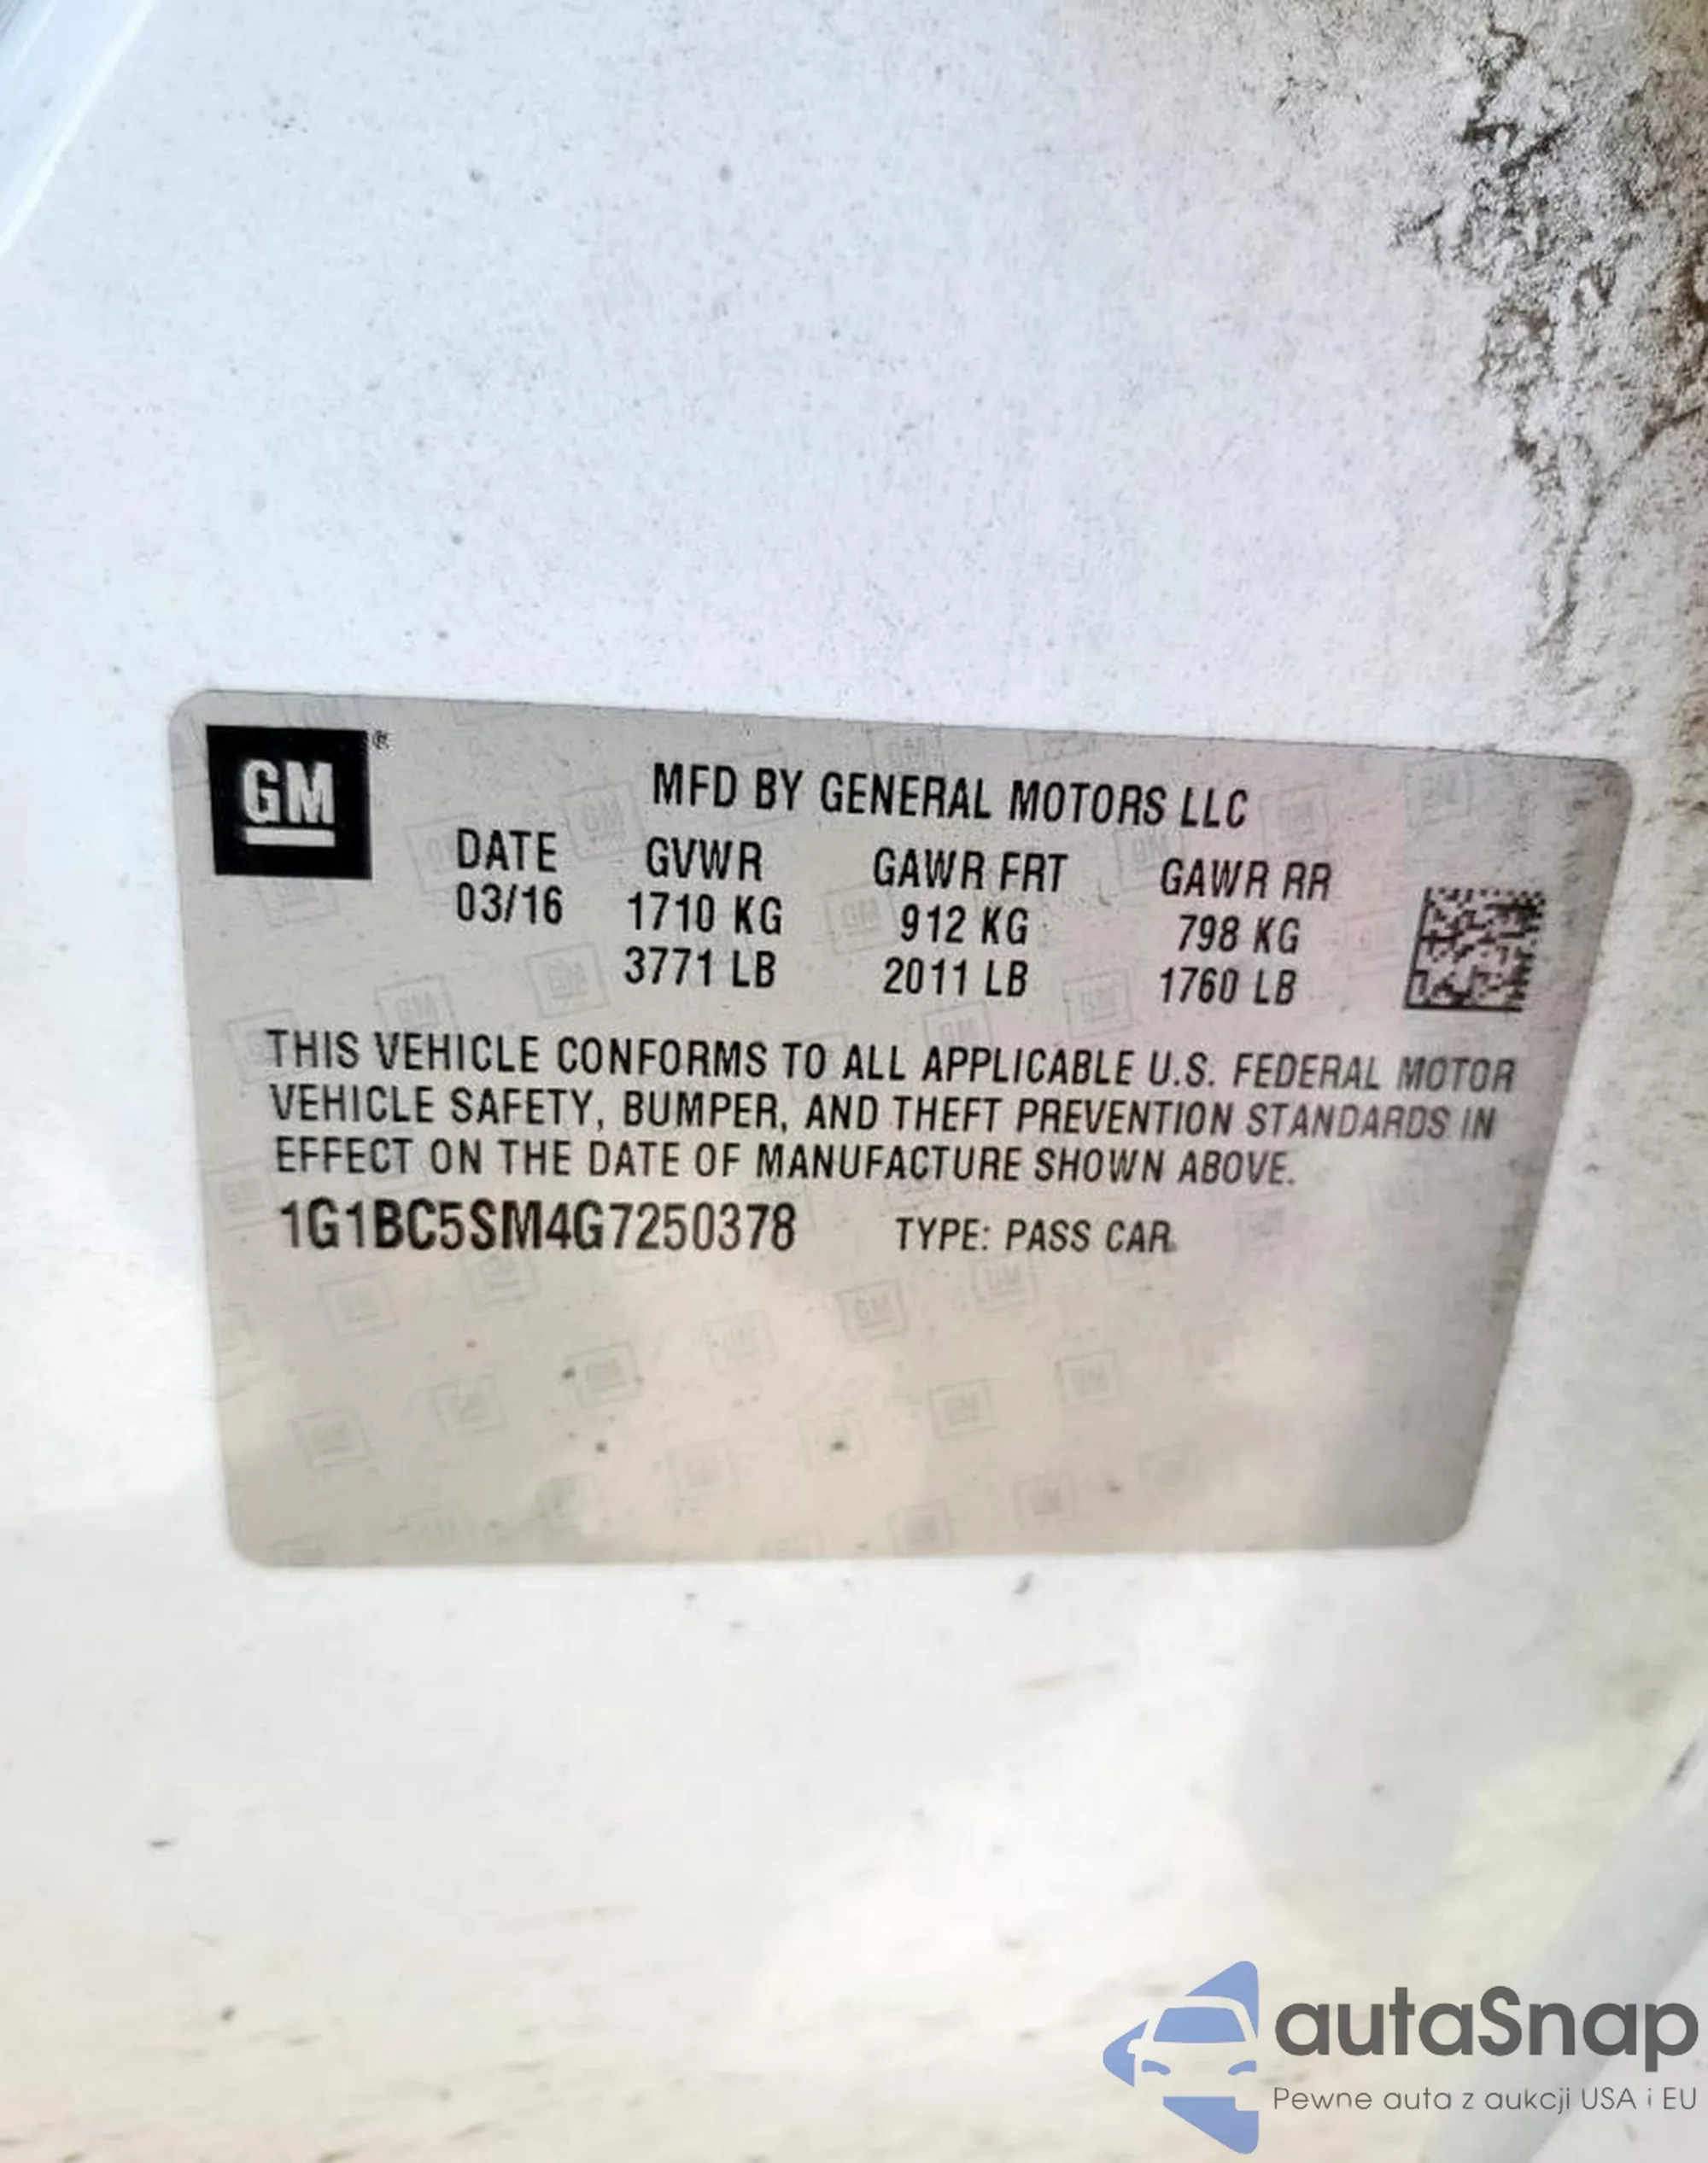 GM®
MFD BY GENERAL MOTORS LLC
DATE GVWR GAWR FRT GAWR RR
03/16 1710 KG 912 KG 798 KG
3771 LB 2011 LB 1760 LB
THIS VEHICLE CONFORMS TO ALL APPLICABLE U.S. FEDERAL MOTOR
VEHICLE SAFETY, BUMPER, AND THEFT PREVENTION STANDARDS IN
EFFECT ON THE DATE OF MANUFACTURE SHOWN ABOVE.
1G1BC5SM4G7250378 TYPE: PASS CAR
autaSnap
Pewne auta z aukcji USA i EU